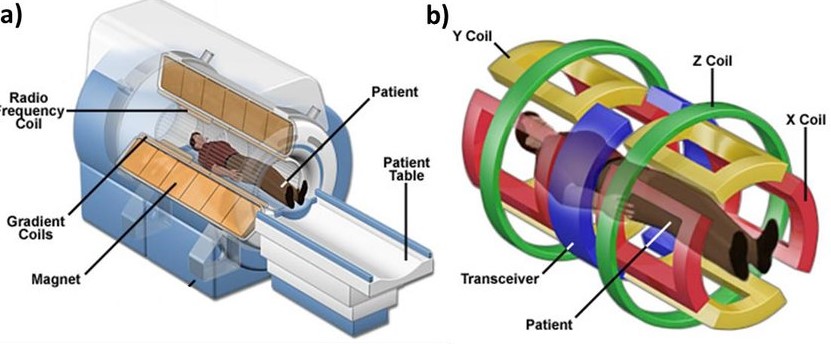 a)
Radio
Frequency
Coil
Patient
Patient
Table
Gradient
Coils
Magnet
b)
Y Coil
Z Coil
X Coil
Transceiver
Patient